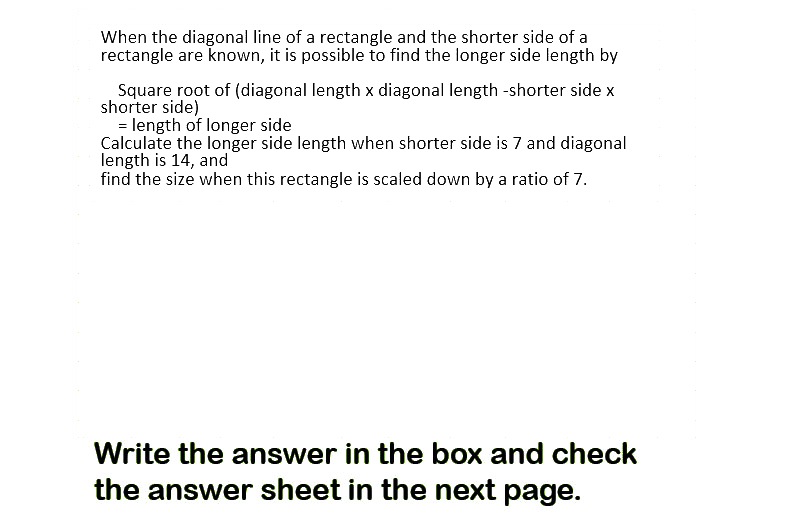 When the diagonal line of a rectangle and the shorter side of a
rectangle are known, it is possible to find the longer side length by
Square root of (diagonal length x diagonal length -shorter side x
shorter side)
= length of longer side
Calculate the longer side length when shorter side is 7 and diagonal
length is 14, and
find the size when this rectangle is scaled down by a ratio of 7.
Write the answer in the box and check
the answer sheet in the next page.